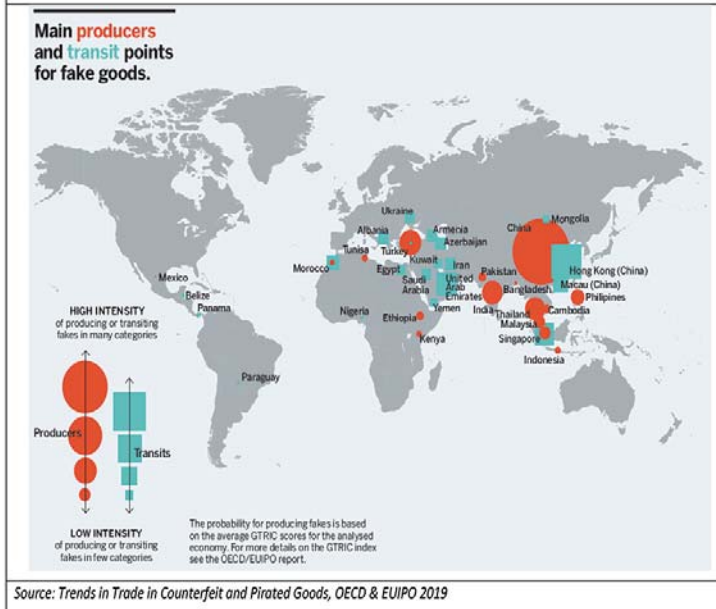 Main producers
and transit points
for fake goods.
Ukraine
Albania
Armenia
Azerbaijan
Tunisa
Turkey
Kuwait
Morocco
Egypt
Iran
Saudi
Arabia
United
Arab
Emirates
Yemen
Pakistan
China
Mongolia
Hong Kong (China)
Macau (China)
Bangladesh
Philipines
India
Thailand
Cambodia
Malaysia
Singapore
Indonesia
Mexico
Belize
Panama
Nigeria
Ethiopia
Kenya
Paraguay
HIGH INTENSITY
of producing or transiting
fakes in many categories
Producers
Transits
LOW INTENSITY
of producing or transiting
fakes in few categories
The probability for producing fakes is based
on the average GTRIC scores for the analysed
economy. For more details on the GTRIC index
see the OECD/EUIPO report.
Source: Trends in Trade in Counterfeit and Pirated Goods, OECD & EUIPO 2019